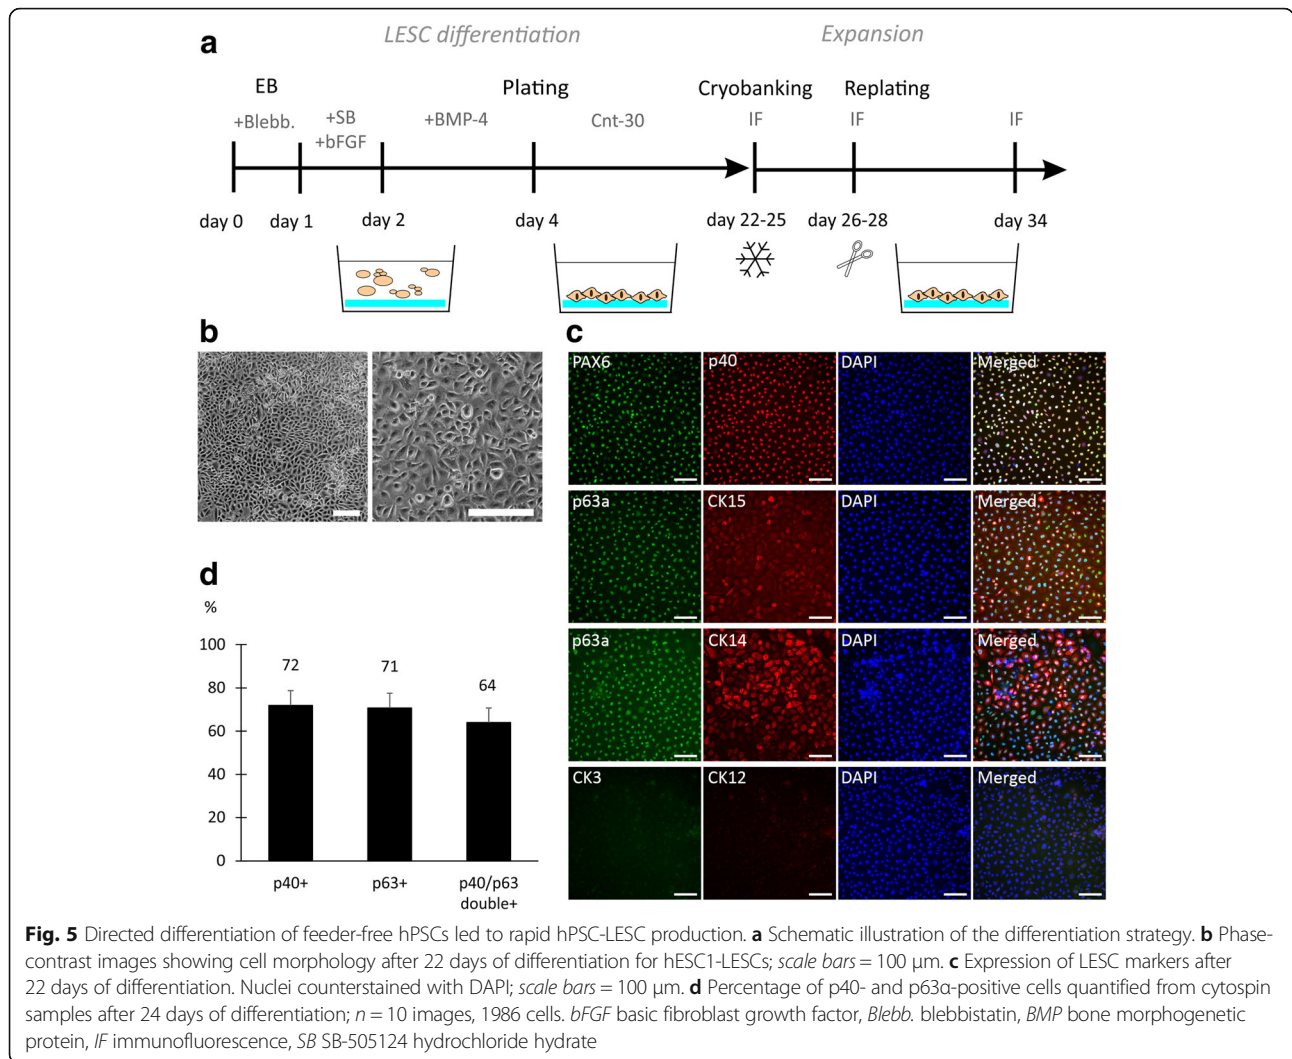 a
LESC differentiation
Expansion
EB
Plating
Cryobanking
Replating
+Blebb.
+SB
+bFGF
+BMP-4
Cnt-30
IF
IF
IF
day 0
day 1
day 2
day 4
day 22-25
day 26-28
day 34
b
c
PAX6
p40
DAPI
Merged
p63a
CK15
DAPI
Merged
p63a
CK14
DAPI
Merged
CK3
CK12
DAPI
Merged
d
%
100
80
60
40
20
0
72
71
64
p40+
p63+
p40/p63
double+
Fig. 5 Directed differentiation of feeder-free hPSCs led to rapid hPSC-LESC production. a Schematic illustration of the differentiation strategy. b Phase-
contrast images showing cell morphology after 22 days of differentiation for hESC1-LESCs; scale bars = 100 μm. c Expression of LESC markers after
22 days of differentiation. Nuclei counterstained with DAPI; scale bars = 100 μm. d Percentage of p40- and p63α-positive cells quantified from cytospin
samples after 24 days of differentiation; n = 10 images, 1986 cells. bFGF basic fibroblast growth factor, Blebb. blebbistatin, BMP bone morphogenetic
protein, IF immunofluorescence, SB SB-505124 hydrochloride hydrate